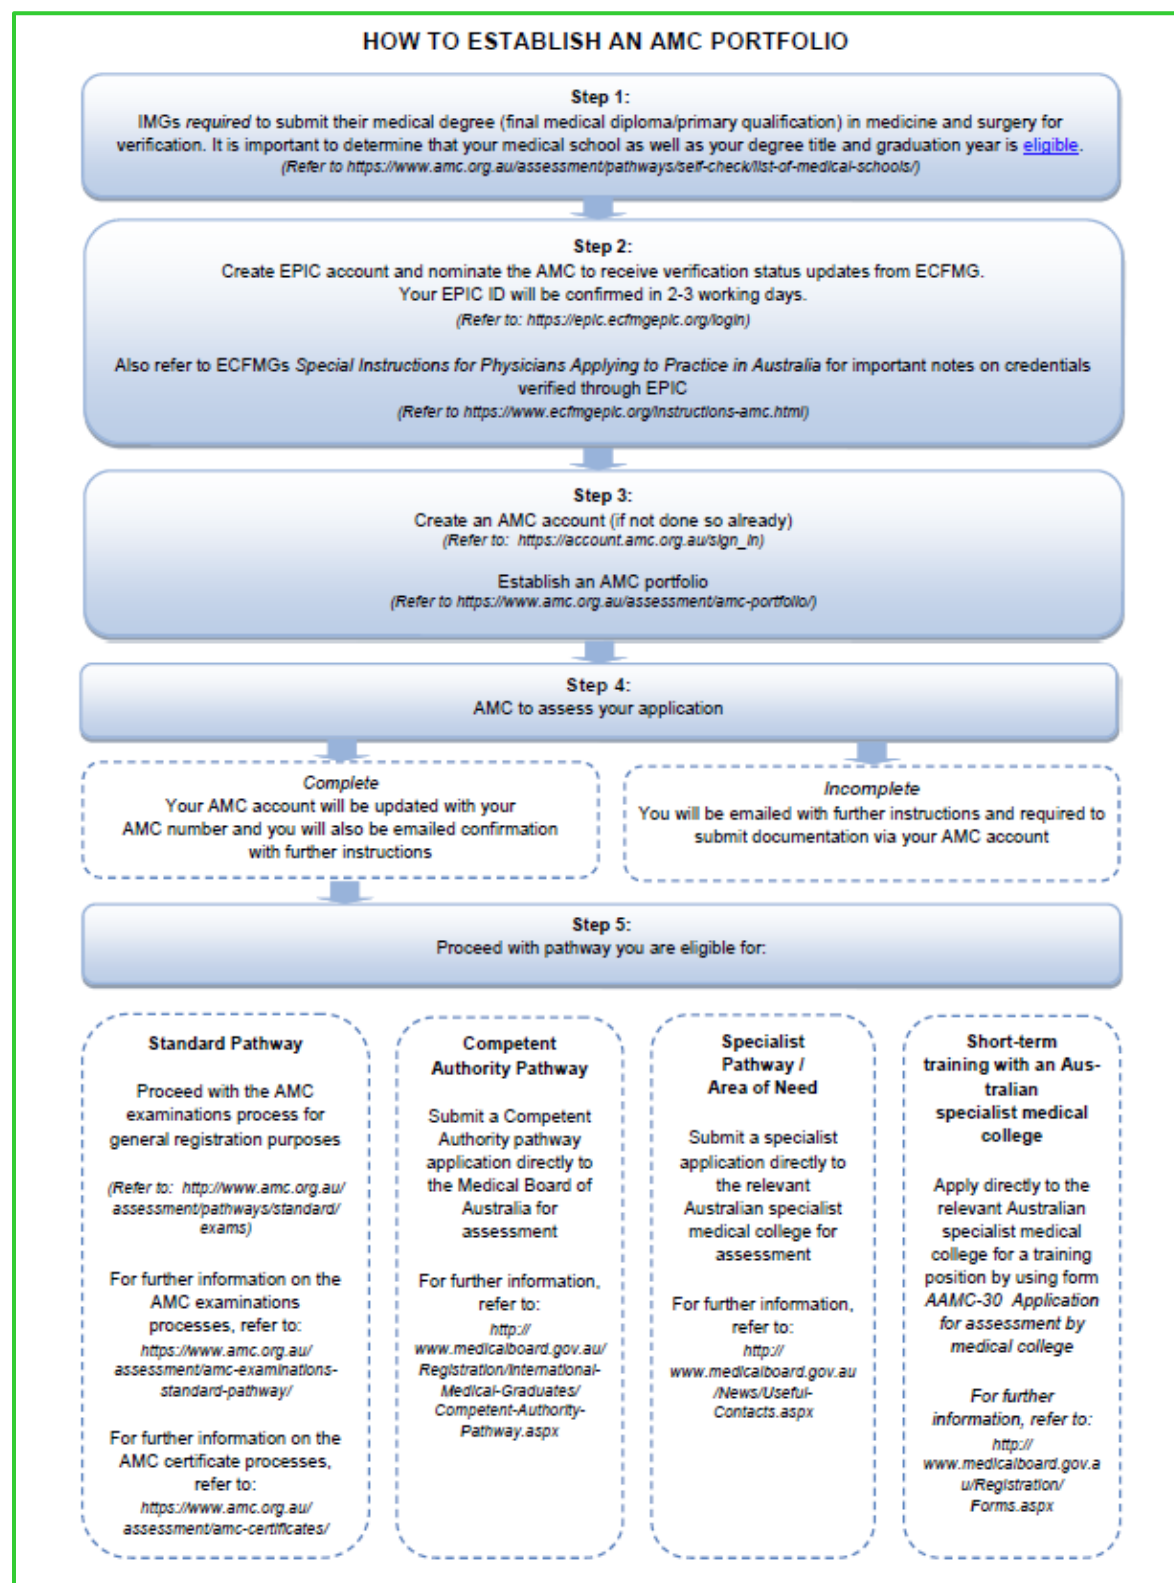 HOW TO ESTABLISH AN AMC PORTFOLIO
Step 1:
IMGs required to submit their medical degree (final medical diploma/primary qualification) in medicine and surgery for
verification. It is important to determine that your medical school as well as your degree title and graduation year is eligible.
(Refer to https://www.amc.org.au/assessment/pathways/self-check/list-of-medical-schools/)
Step 2:
Create EPIC account and nominate the AMC to receive verification status updates from ECFMG.
Your EPIC ID will be confirmed in 2-3 working days.
(Refer to: https://epic.ecfmgepic.org/login)
Also refer to ECFMGs Special Instructions for Physicians Applying to Practice in Australia for important notes on credentials
verified through EPIC
(Refer to https://www.ecfmgepic.org/instructions-amc.html)
Step 3:
Create an AMC account (if not done so already)
(Refer to: https://account.amc.org.au/sign_in)
Establish an AMC portfolio
(Refer to https://www.amc.org.au/assessment/amc-portfolio/)
Step 4:
AMC to assess your application
Complete
Your AMC account will be updated with your
AMC number and you will also be emailed confirmation
with further instructions
Incomplete
You will be emailed with further instructions and required to
submit documentation via your AMC account
Step 5:
Proceed with pathway you are eligible for:
Standard Pathway
Proceed with the AMC
examinations process for
general registration purposes
(Refer to: http://www.amc.org.au/
assessment/pathways/standard/
exams)
For further information on the
AMC examinations
processes, refer to:
https://www.amc.org.au/
assessment/amc-examinations-
standard-pathway/
For further information on the
AMC certificate processes,
refer to:
https://www.amc.org.au/
assessment/amc-certificates/
Competent
Authority Pathway
Submit a Competent
Authority pathway
application directly to
the Medical Board of
Australia for
assessment
For further information,
refer to:
http://
www.medicalboard.gov.au/
Registration/International-
Medical-Graduates/
Competent-Authority-
Pathway.aspx
Specialist
Pathway /
Area of Need
Submit a specialist
application directly to
the relevant
Australian specialist
medical college for
assessment
For further information,
refer to:
http://
www.medicalboard.gov.au
/News/Useful-
Contacts.aspx
Short-term
training with an Aus-
tralian
specialist medical
college
Apply directly to the
relevant Australian
specialist medical
college for a training
position by using form
AAMC-30 Application
for assessment by
medical college
For further
information, refer to:
http://
www.medicalboard.gov.a
u/Registration/
Forms.aspx